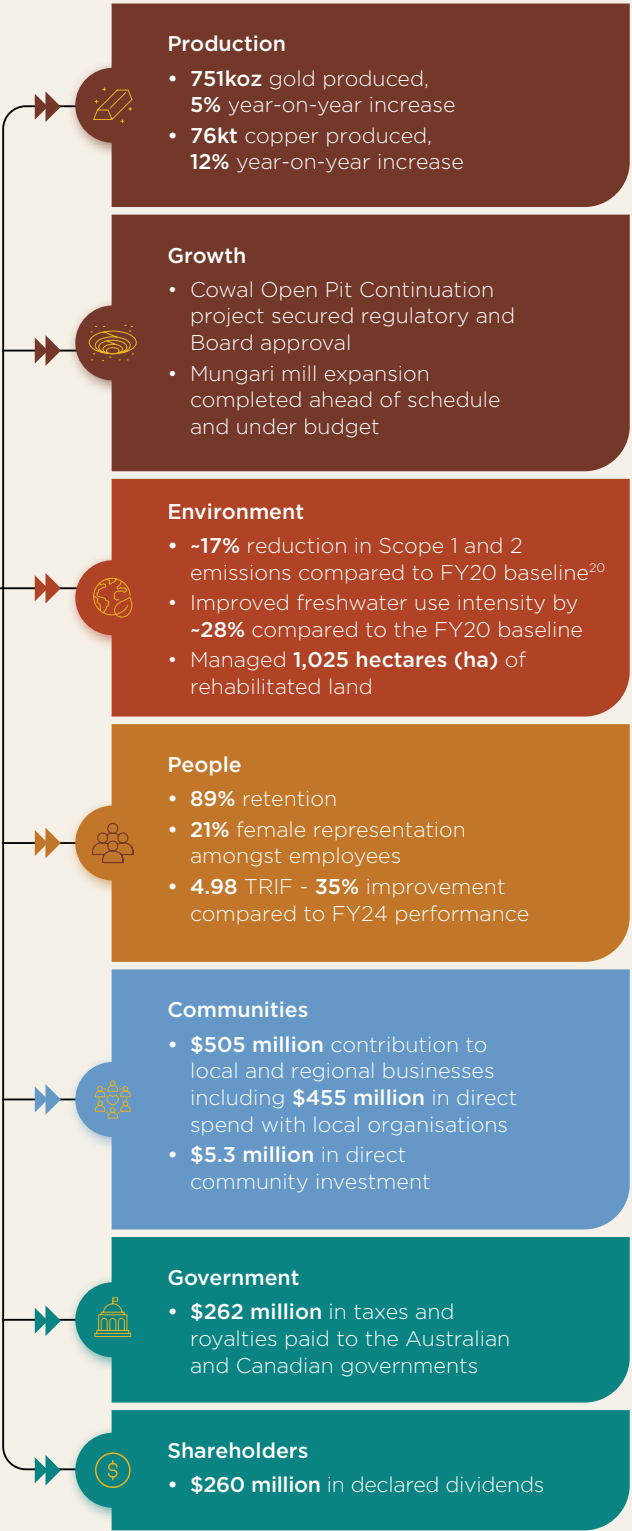 Production
• 751koz gold produced,
5% year-on-year increase
• 76kt copper produced,
12% year-on-year increase
Growth
• Cowal Open Pit Continuation
project secured regulatory and
Board approval
• Mungari mill expansion
completed ahead of schedule
and under budget
Environment
• ~17% reduction in Scope 1 and 2
emissions compared to FY20 baseline²⁰
• Improved freshwater use intensity by
~28% compared to the FY20 baseline
• Managed 1,025 hectares (ha) of
rehabilitated land
People
• 89% retention
• 21% female representation
amongst employees
• 4.98 TRIF - 35% improvement
compared to FY24 performance
Communities
• $505 million contribution to
local and regional businesses
including $455 million in direct
spend with local organisations
• $5.3 million in direct
community investment
Government
• $262 million in taxes and
royalties paid to the Australian
and Canadian governments
$
Shareholders
• $260 million in declared dividends